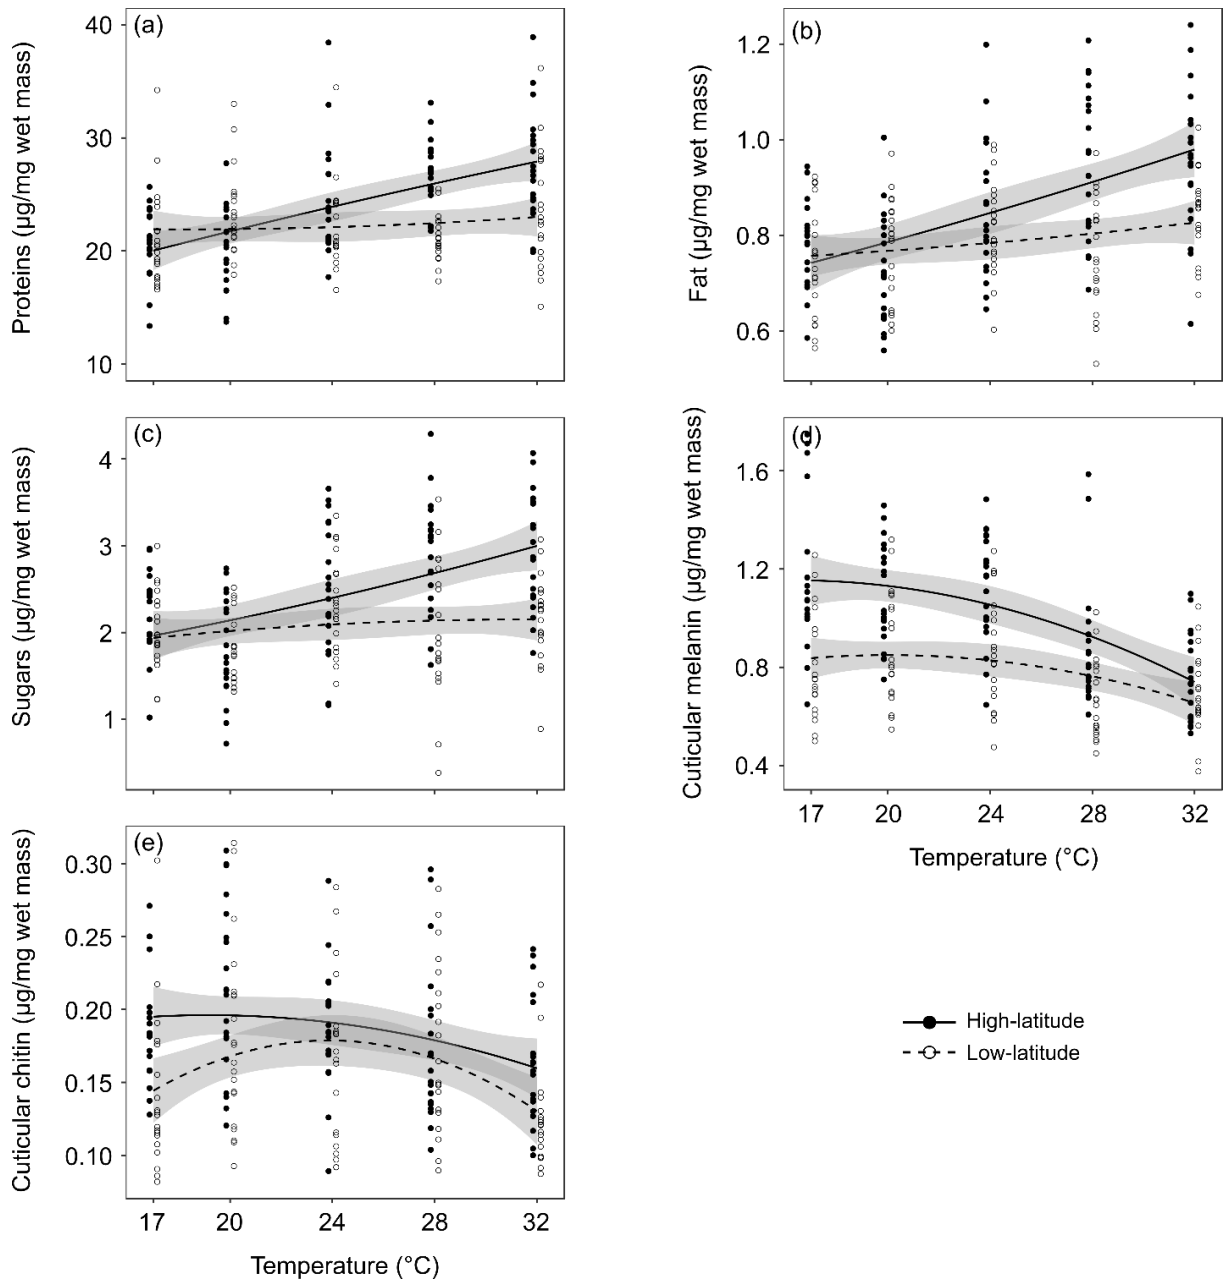 (a)
Proteins (µg/mg wet mass)
40
30
20
10
(b)
Fat (µg/mg wet mass)
1.2
1.0
0.8
0.6
(c)
Sugars (µg/mg wet mass)
4
3
2
1
(d)
Cuticular melanin (µg/mg wet mass)
1.6
1.2
0.8
0.4
17 20 24 28 32
Temperature (°C)
(e)
Cuticular chitin (µg/mg wet mass)
0.30
0.25
0.20
0.15
0.10
17 20 24 28 32
Temperature (°C)
High-latitude
Low-latitude